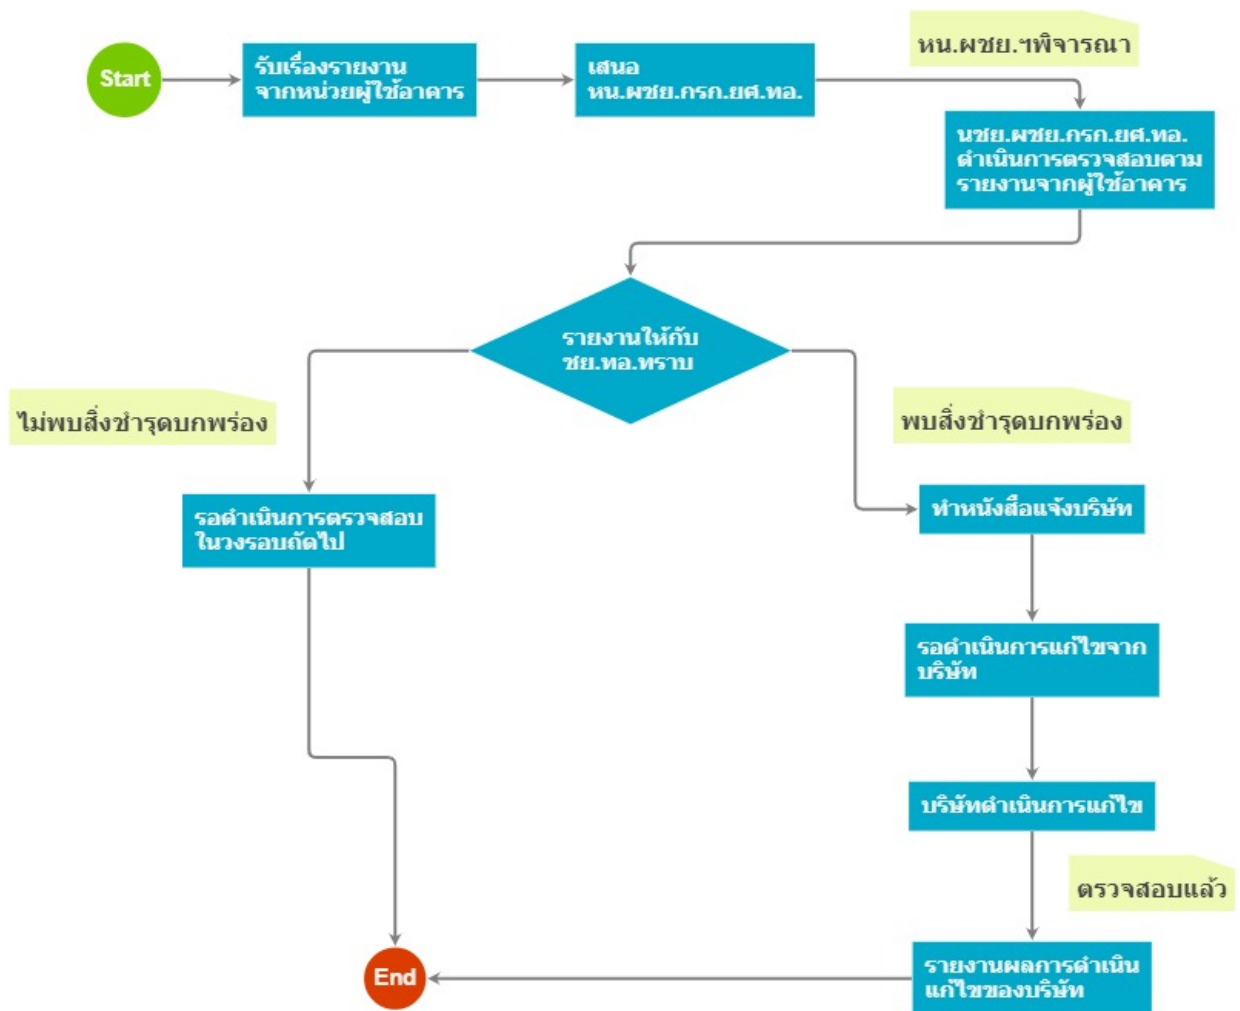 Start
รับเรื่องรายงาน
จากหน่วยผู้ใช้อาคาร
เสนอ
หน.ผชย.กรก.ยศ.ทอ.
หน.ผชย.ฯพิจารณา
นชย.ผชย.กรก.ยศ.ทอ.
ดำเนินการตรวจสอบตาม
รายงานจากผู้ใช้อาคาร
รายงานให้กับ
ชย.ทอ.ทราบ
ไม่พบสิ่งชำรุดบกพร่อง
พบสิ่งชำรุดบกพร่อง
รอดำเนินการตรวจสอบ
ในวงรอบถัดไป
ทำหนังสือแจ้งบริษัท
รอดำเนินการแก้ไขจาก
บริษัท
บริษัทดำเนินการแก้ไข
ตรวจสอบแล้ว
รายงานผลการดำเนิน
แก้ไขของบริษัท
End